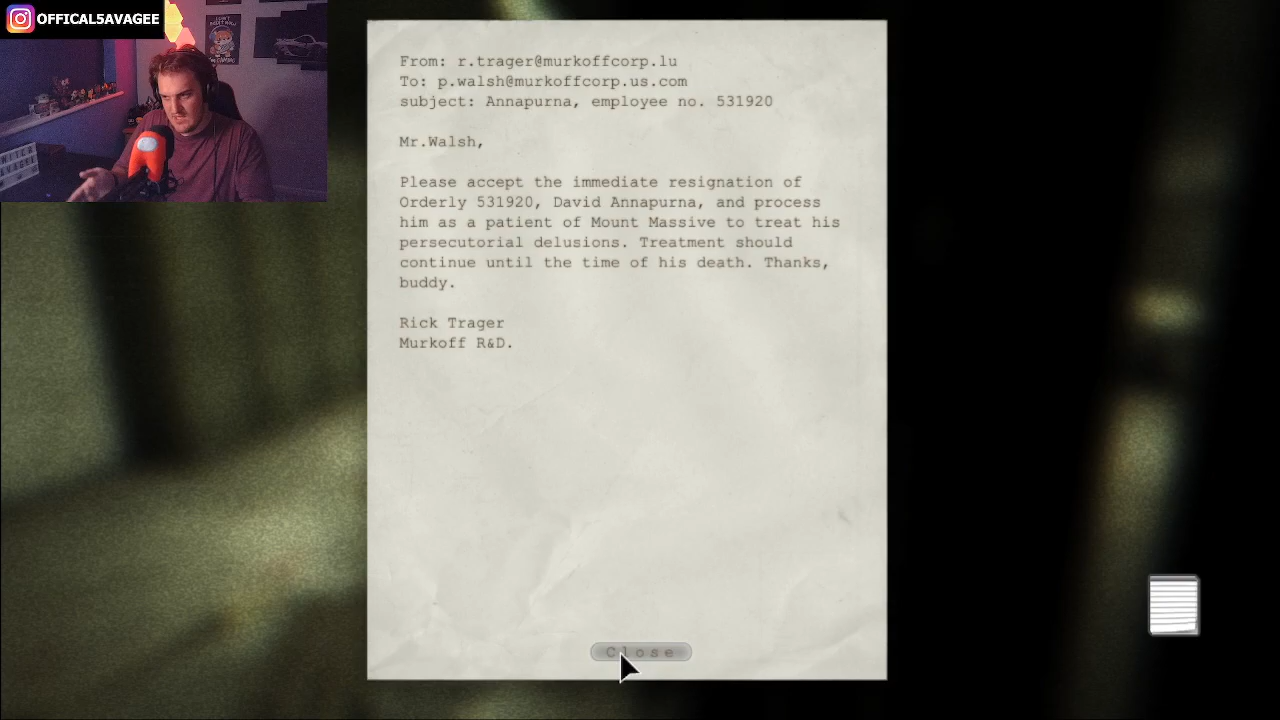 OFFICAL5AVAGEE
From: r.trager@murkoffcorp.lu
To: p.walsh@murkoffcorp.us.com
subject: Annapurna, employee no. 531920
Mr.Walsh,
Please accept the immediate resignation of
Orderly 531920, David Annapurna, and process
him as a patient of Mount Massive to treat his
persecutorial delusions. Treatment should
continue until the time of his death. Thanks,
buddy.
Rick Trager
Murkoff R&D.
Close